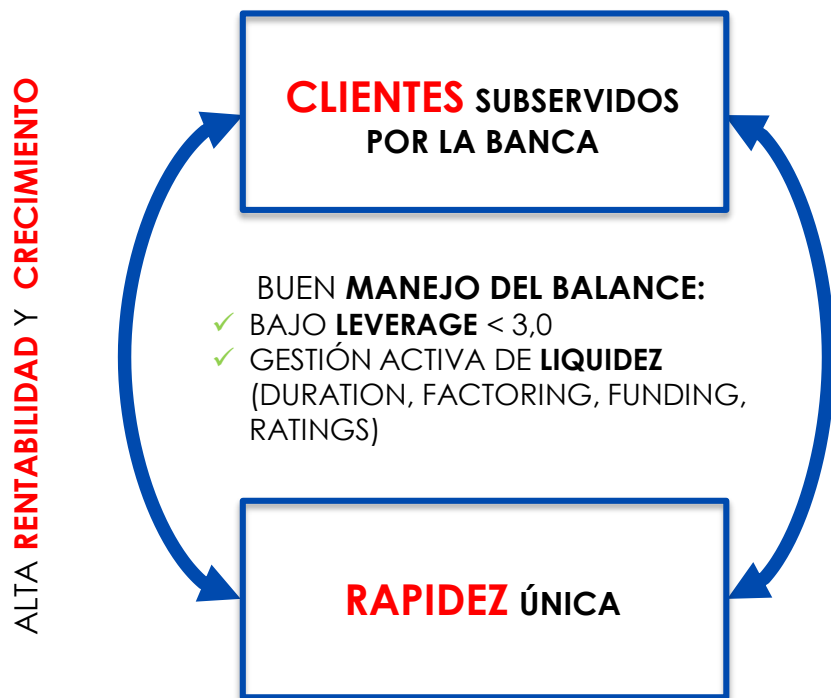 ALTA RENTABILIDAD Y CRECIMIENTO
CLIENTES SUBSERVIDOS
POR LA BANCA
BUEN MANEJO DEL BALANCE:
✓ BAJO LEVERAGE < 3,0
✓ GESTIÓN ACTIVA DE LIQUIDEZ
(DURATION, FACTORING, FUNDING,
RATINGS)
RAPIDEZ ÚNICA